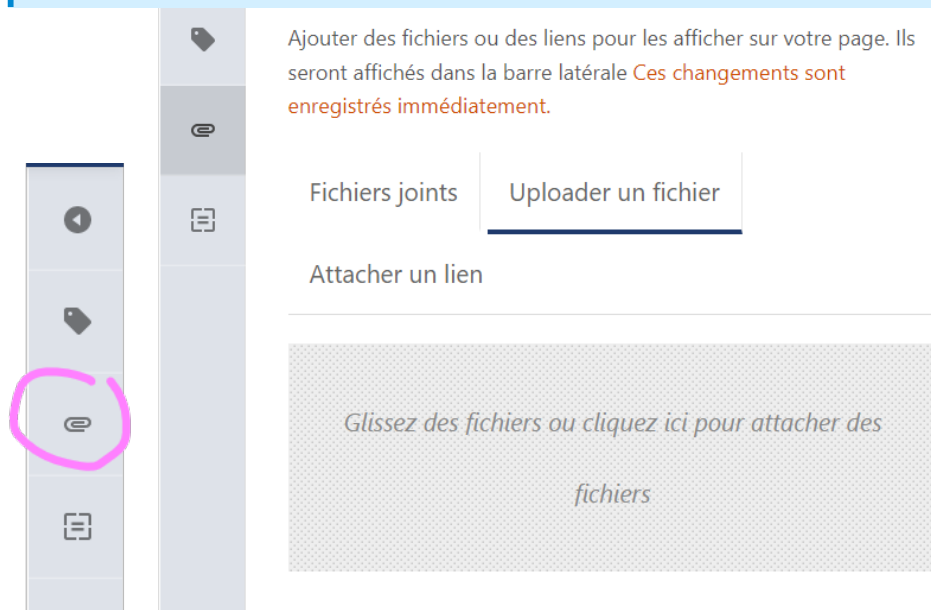 Ajouter des fichiers ou des liens pour les afficher sur votre page. Ils
seront affichés dans la barre latérale Ces changements sont
enregistrés immédiatement.
Fichiers joints
Uploader un fichier
Attacher un lien
Glissez des fichiers ou cliquez ici pour attacher des
fichiers